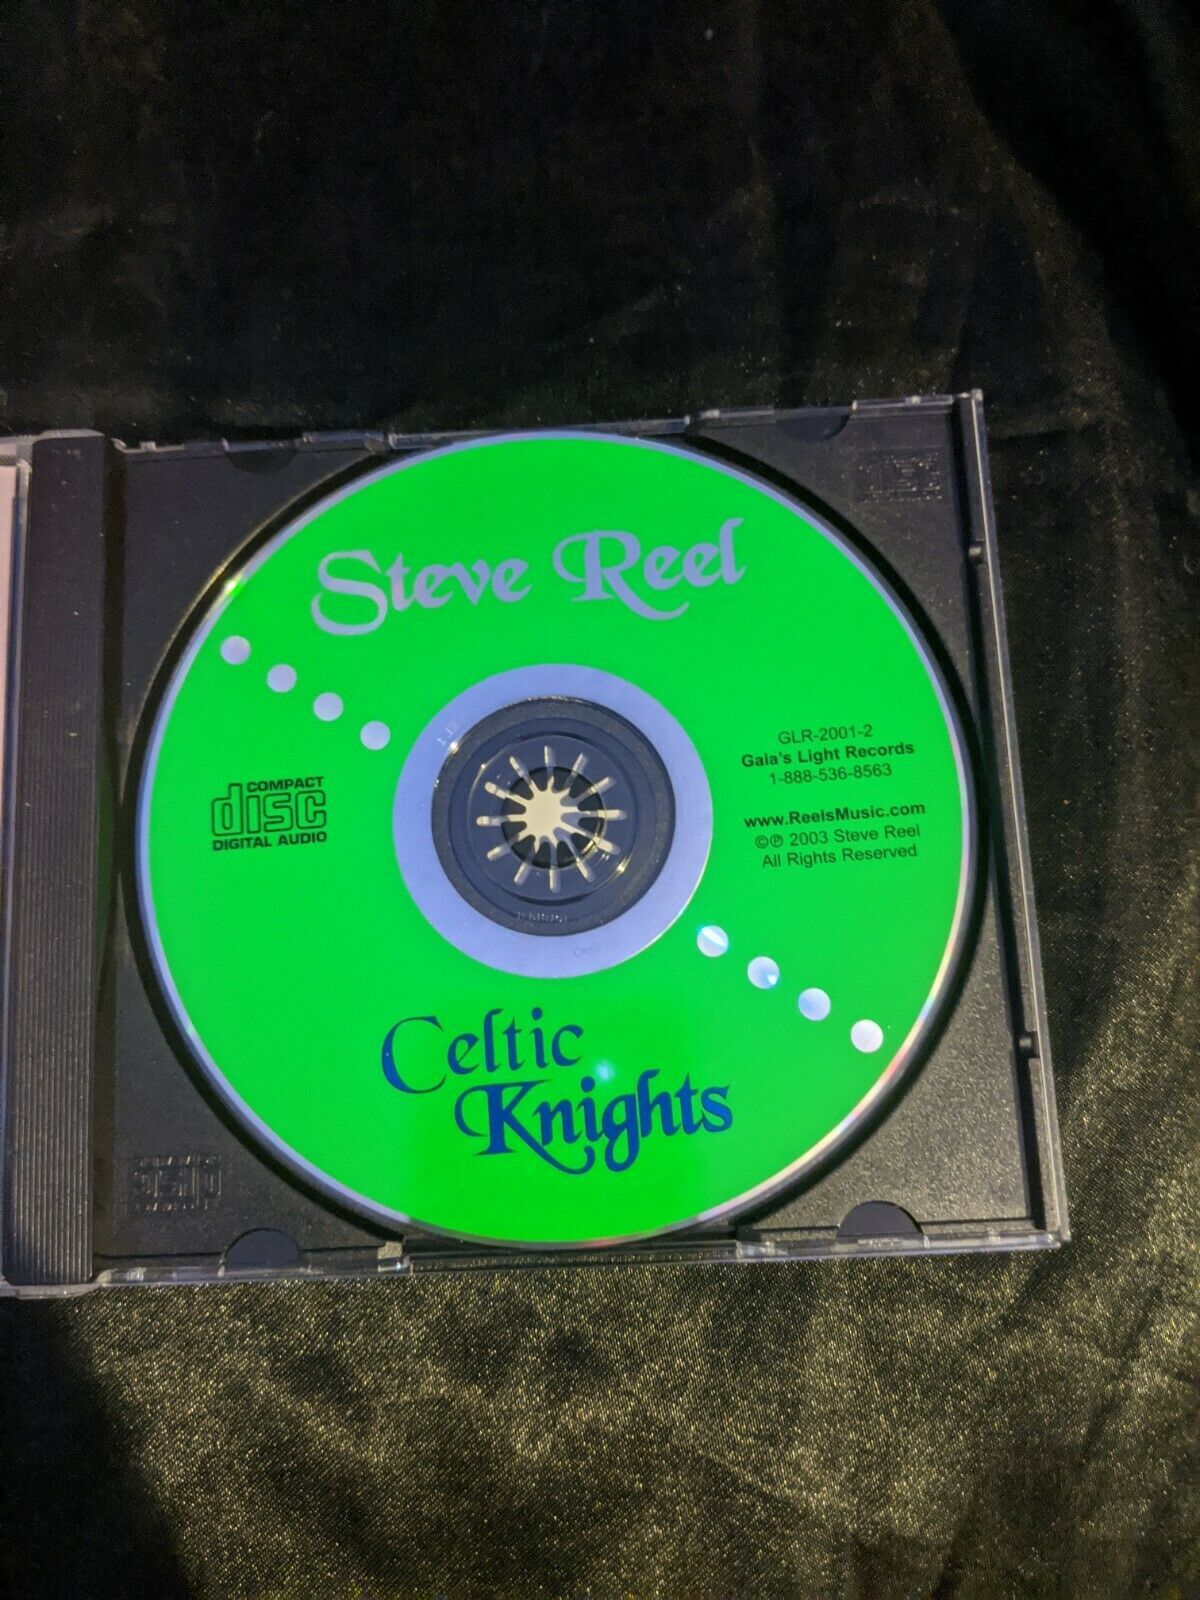 Steve Reel
COMPACT
disc
DIGITAL AUDIO
GLR-2001-2
Gaia's Light Records
1-888-536-8563
www.ReelsMusic.com
©℗ 2003 Steve Reel
All Rights Reserved
Celtic
Knights
disc